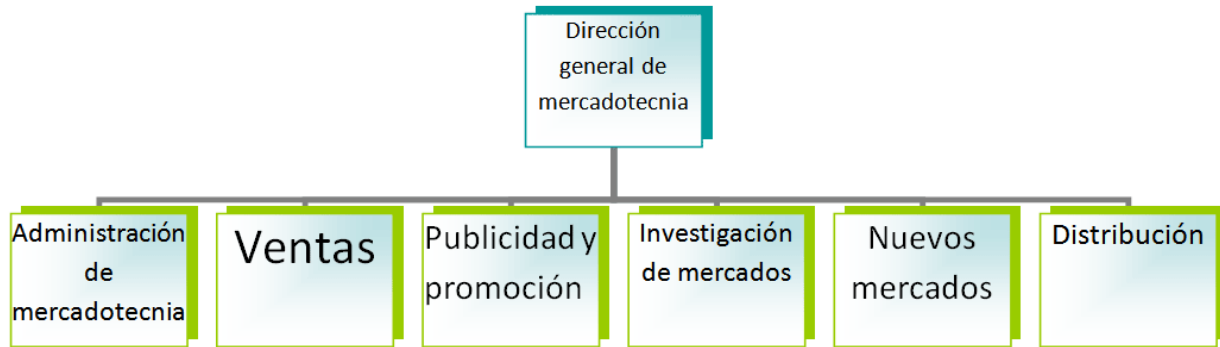 Dirección
general de
mercadotecnia
Administración
de
mercadotecnia
Ventas
Publicidad y
promoción
Investigación
de mercados
Nuevos
mercados
Distribución